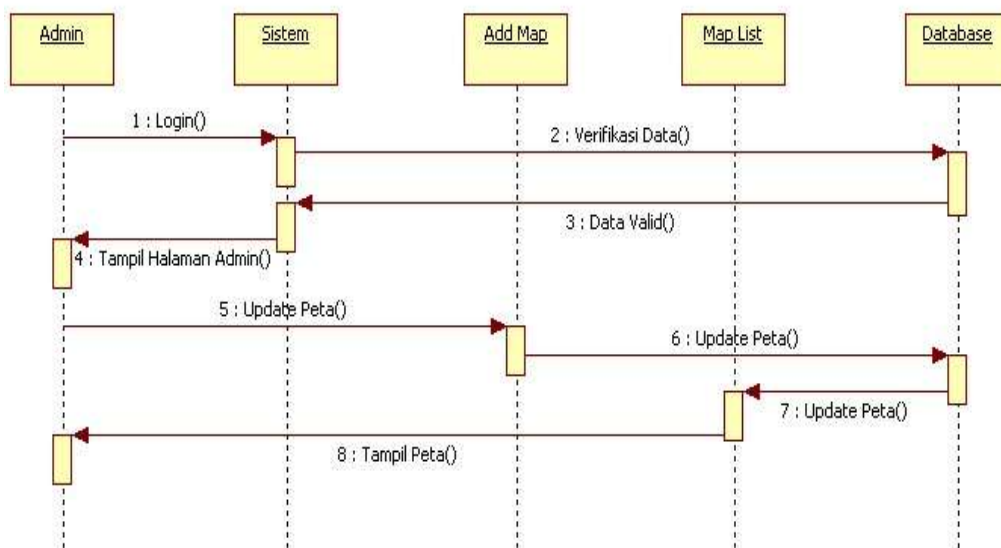 Admin
Sistem
Add Map
Map List
Database
1 : Login()
2 : Verifikasi Data()
3 : Data Valid()
4 : Tampil Halaman Admin()
5 : Update Peta()
6 : Update Peta()
7 : Update Peta()
8 : Tampil Peta()